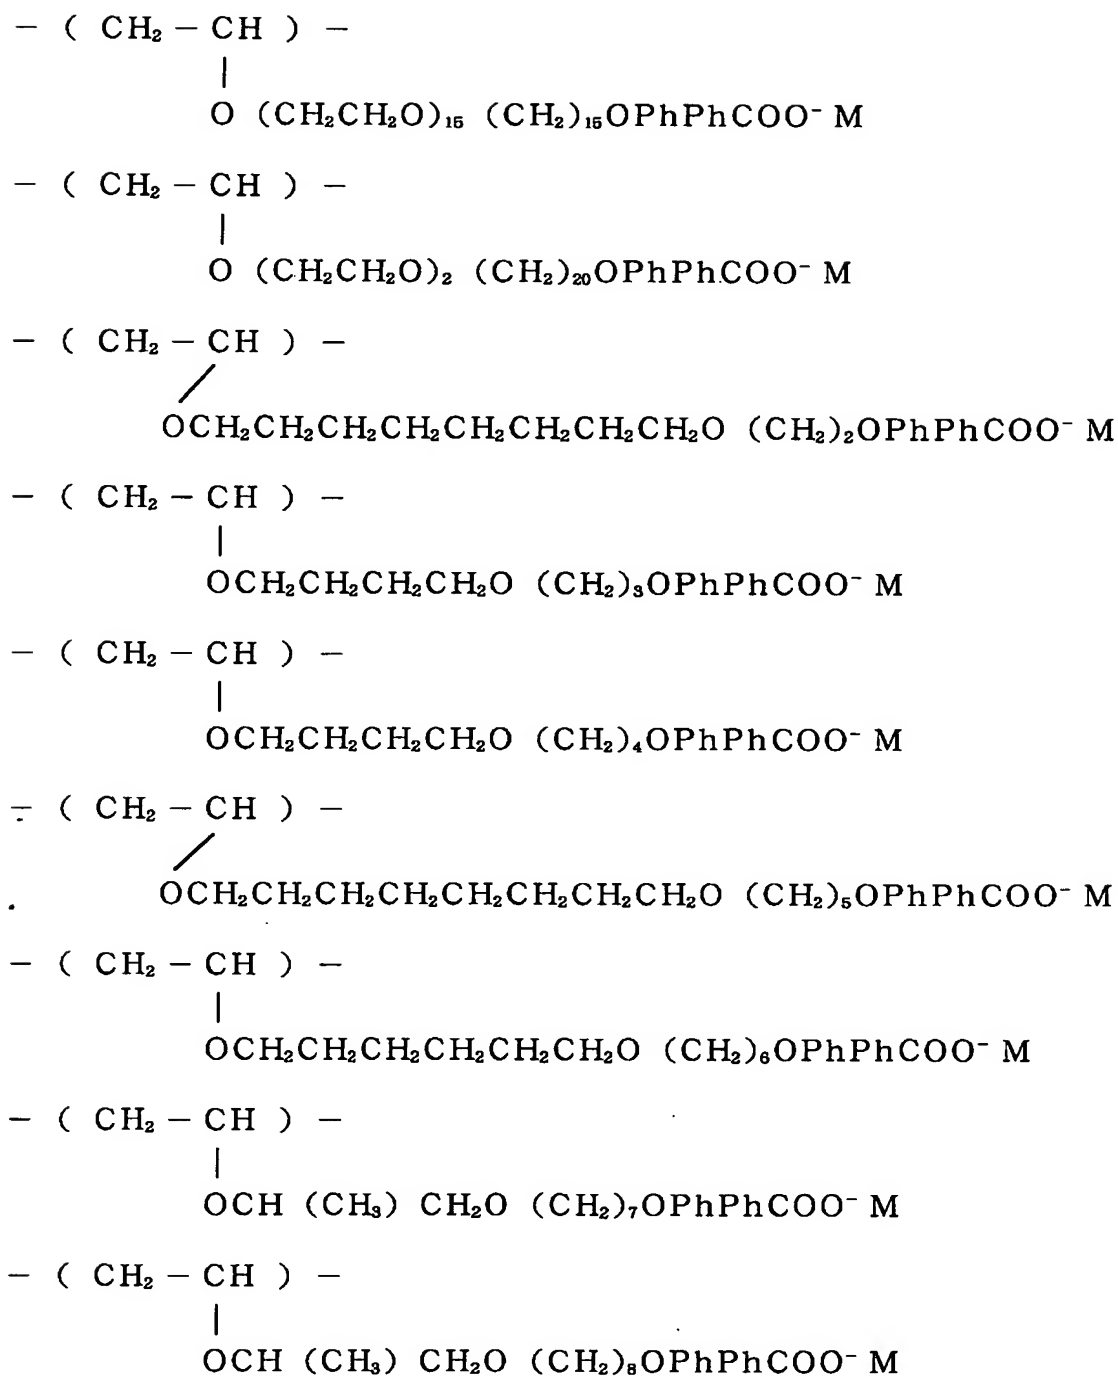 — ( CH₂ — CH ) —
|
O (CH₂CH₂O)₁₅ (CH₂)₁₅OPhPhCOO⁻ M
— ( CH₂ — CH ) —
|
O (CH₂CH₂O)₂ (CH₂)₂₀OPhPhCOO⁻ M
— ( CH₂ — CH ) —
/
OCH₂CH₂CH₂CH₂CH₂CH₂CH₂CH₂O (CH₂)₂OPhPhCOO⁻ M
— ( CH₂ — CH ) —
|
OCH₂CH₂CH₂CH₂O (CH₂)₃OPhPhCOO⁻ M
— ( CH₂ — CH ) —
|
OCH₂CH₂CH₂CH₂O (CH₂)₄OPhPhCOO⁻ M
— ( CH₂ — CH ) —
/
OCH₂CH₂CH₂CH₂CH₂CH₂CH₂CH₂O (CH₂)₅OPhPhCOO⁻ M
— ( CH₂ — CH ) —
|
OCH₂CH₂CH₂CH₂CH₂CH₂O (CH₂)₆OPhPhCOO⁻ M
— ( CH₂ — CH ) —
|
OCH (CH₃) CH₂O (CH₂)₇OPhPhCOO⁻ M
— ( CH₂ — CH ) —
|
OCH (CH₃) CH₂O (CH₂)₈OPhPhCOO⁻ M